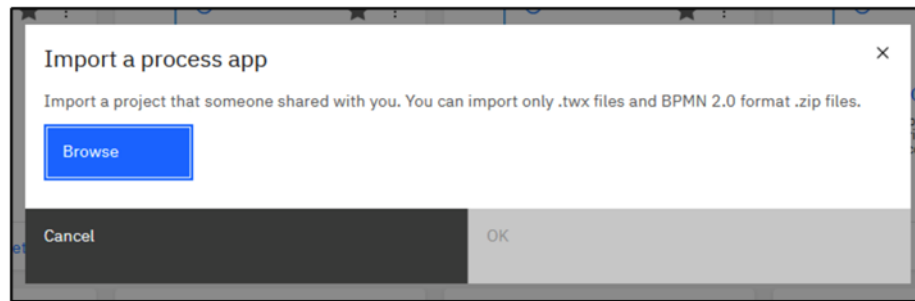 Import a process app
Import a project that someone shared with you. You can import only .twx files and BPMN 2.0 format .zip files.
Browse
Cancel
OK